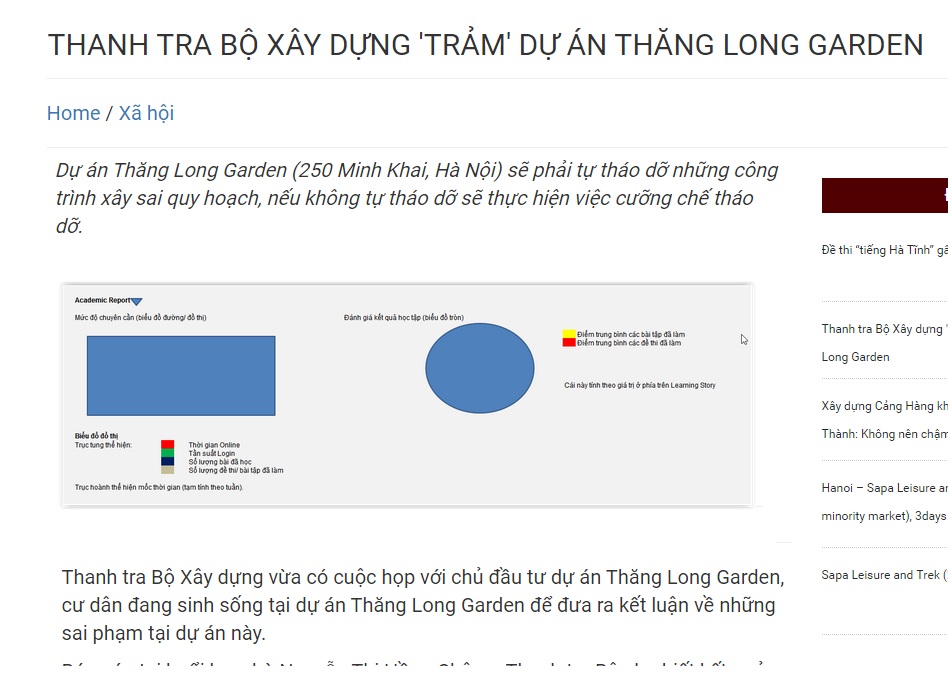 THANH TRA BỘ XÂY DỰNG 'TRẢM' DỰ ÁN THĂNG LONG GARDEN
Home / Xã hội
Dự án Thăng Long Garden (250 Minh Khai, Hà Nội) sẽ phải tự tháo dỡ những công
trình xây sai quy hoạch, nếu không tự tháo dỡ sẽ thực hiện việc cưỡng chế tháo
dỡ.
Academic Report
Mức độ chuyên cần (biểu đồ đường/ đồ thị)
Đánh giá kết quả học tập (biểu đồ tròn)
Điểm trung bình các bài tập đã làm
Điểm trung bình các đề thi đã làm
Cái này tính theo giá trị ở phía trên Learning Story
Biểu đồ đồ thị
Trục tung thể hiện:
Thời gian Online
Tần suất Login
Số lượng bài đã học
Số lượng đề thi/ bài tập đã làm
Trục hoành thể hiện mốc thời gian (tạm tính theo tuần).
Thanh tra Bộ Xây dựng vừa có cuộc họp với chủ đầu tư dự án Thăng Long Garden,
cư dân đang sinh sống tại dự án Thăng Long Garden để đưa ra kết luận về những
sai phạm tại dự án này.
Đề thi “tiếng Hà Tĩnh”
Thanh tra Bộ Xây dựng
Long Garden
Xây dựng Cảng Hàng
Thành: Không nên chậm
Hanoi – Sapa Leisure
minority market), 3days
Sapa Leisure and Trek (